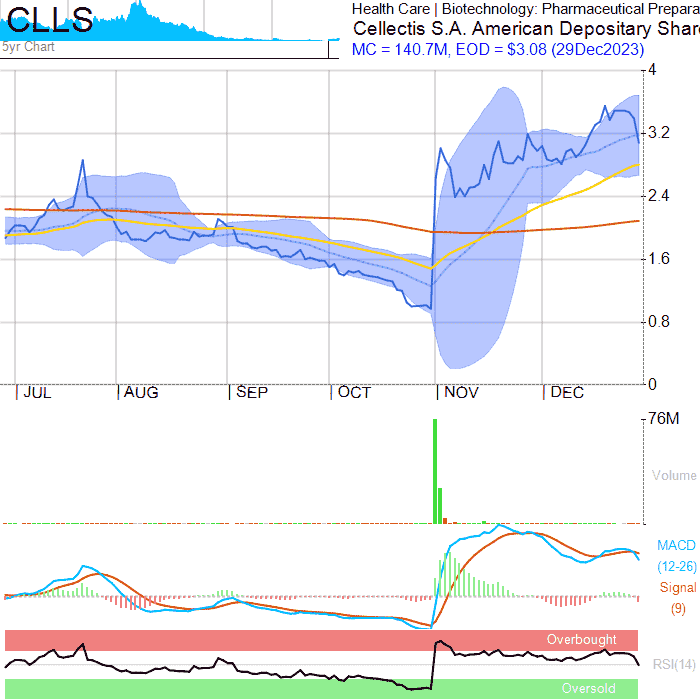 CLLS
5yr Chart
Health Care | Biotechnology: Pharmaceutical Prepara
Cellectis S.A. American Depositary Shar
MC = 140.7M, EOD = $3.08 (29Dec2023)
4
3.2
2.4
1.6
0.8
0
JUL AUG SEP OCT NOV DEC
76M
Volume
MACD
(12-26)
Signal
(9)
Overbought
RSI(14)
Oversold